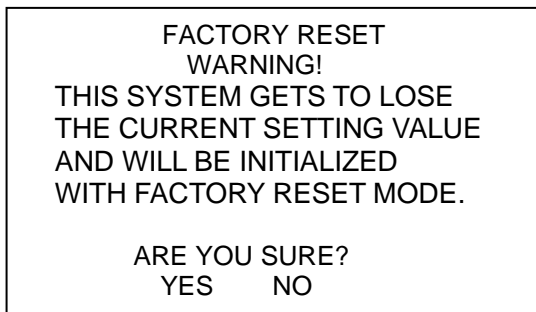 FACTORY RESET
WARNING!
THIS SYSTEM GETS TO LOSE
THE CURRENT SETTING VALUE
AND WILL BE INITIALIZED
WITH FACTORY RESET MODE.
ARE YOU SURE?
YES NO